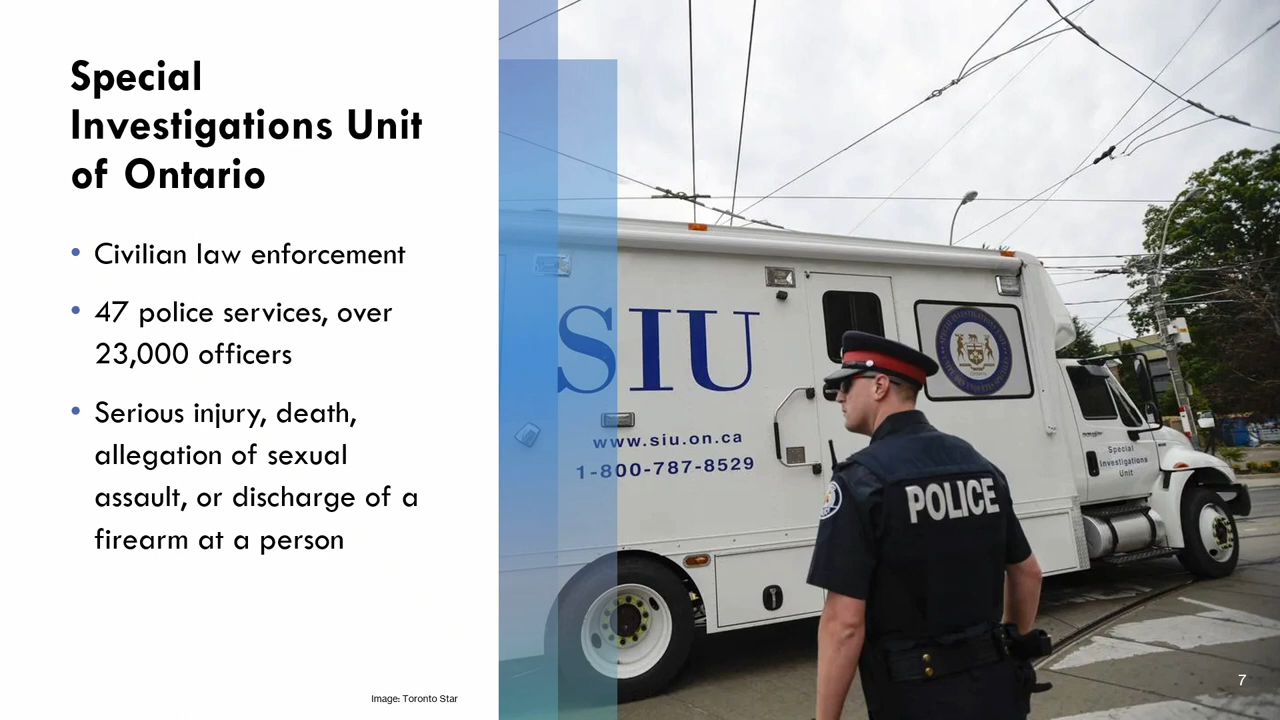 Special
Investigations Unit
of Ontario
• Civilian law enforcement
• 47 police services, over
23,000 officers
• Serious injury, death,
allegation of sexual
assault, or discharge of a
firearm at a person
Image: Toronto Star
SIU
www.siu.on.ca
1-800-787-8529
Special
Investigations
Unit
POLICE
7